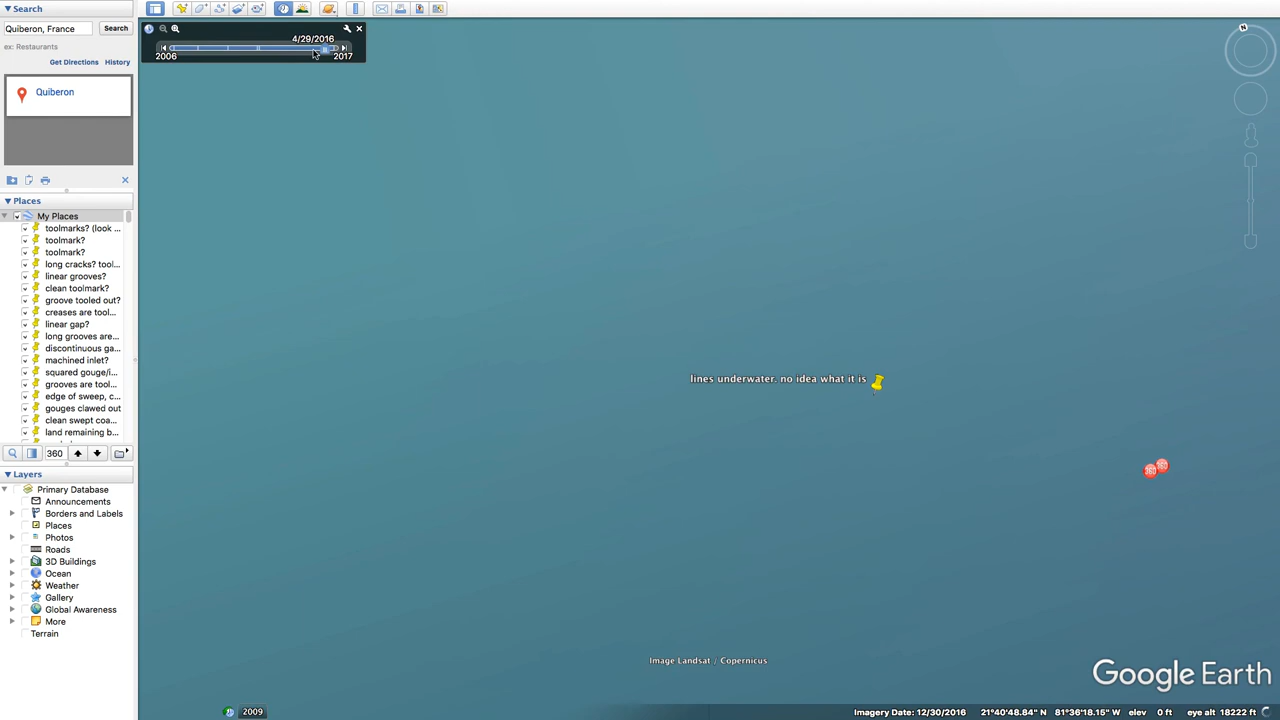 Search
Quiberon, France
Search
ex: Restaurants
Get Directions
History
Quiberon
Places
My Places
toolmarks? (look ...
toolmark?
toolmark?
long cracks? tool...
linear grooves?
clean toolmark?
groove tooled out?
creases are tool...
linear gap?
long grooves are...
discontinuous ga...
machined inlet?
squared gouge/i...
grooves are tool...
edge of sweep, c...
gouges clawed out
clean swept coa...
land remaining b...
360
Layers
Primary Database
Announcements
Borders and Labels
Places
Photos
Roads
3D Buildings
Ocean
Weather
Gallery
Global Awareness
More
Terrain
4/29/2016
2006
2017
N
lines underwater. no idea what it is
360
360
Image Landsat / Copernicus
Google Earth
2009
Imagery Date: 12/30/2016 21°40'48.84" N 81°36'18.15" W elev 0 ft eye alt 18222 ft